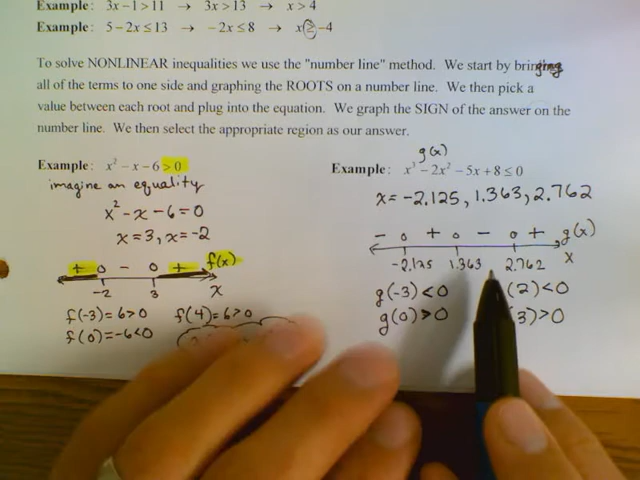 Example: 3x − 1 > 11 → 3x > 13 → x > 4
Example: 5 − 2x ≤ 13 → −2x ≤ 8 → x ≥ −4
To solve NONLINEAR inequalities we use the "number line" method. We start by bringing
all of the terms to one side and graphing the ROOTS on a number line. We then pick a
value between each root and plug into the equation. We graph the SIGN of the answer on the
number line. We then select the appropriate region as our answer.
Example: x² − x − 6 > 0
imagine an equality
x² − x − 6 = 0
x = 3, x = −2
+ o − o + f(x)
−2 3 x
f(−3) = 6 > 0 f(4) = 6 > 0
f(0) = −6 < 0
g(x)
Example: x³ − 2x² − 5x + 8 ≤ 0
x = −2.125, 1.363, 2.762
− o + o − o + g(x)
−2.125 1.363 2.762 x
g(−3) < 0 (2) < 0
g(0) > 0 3) > 0